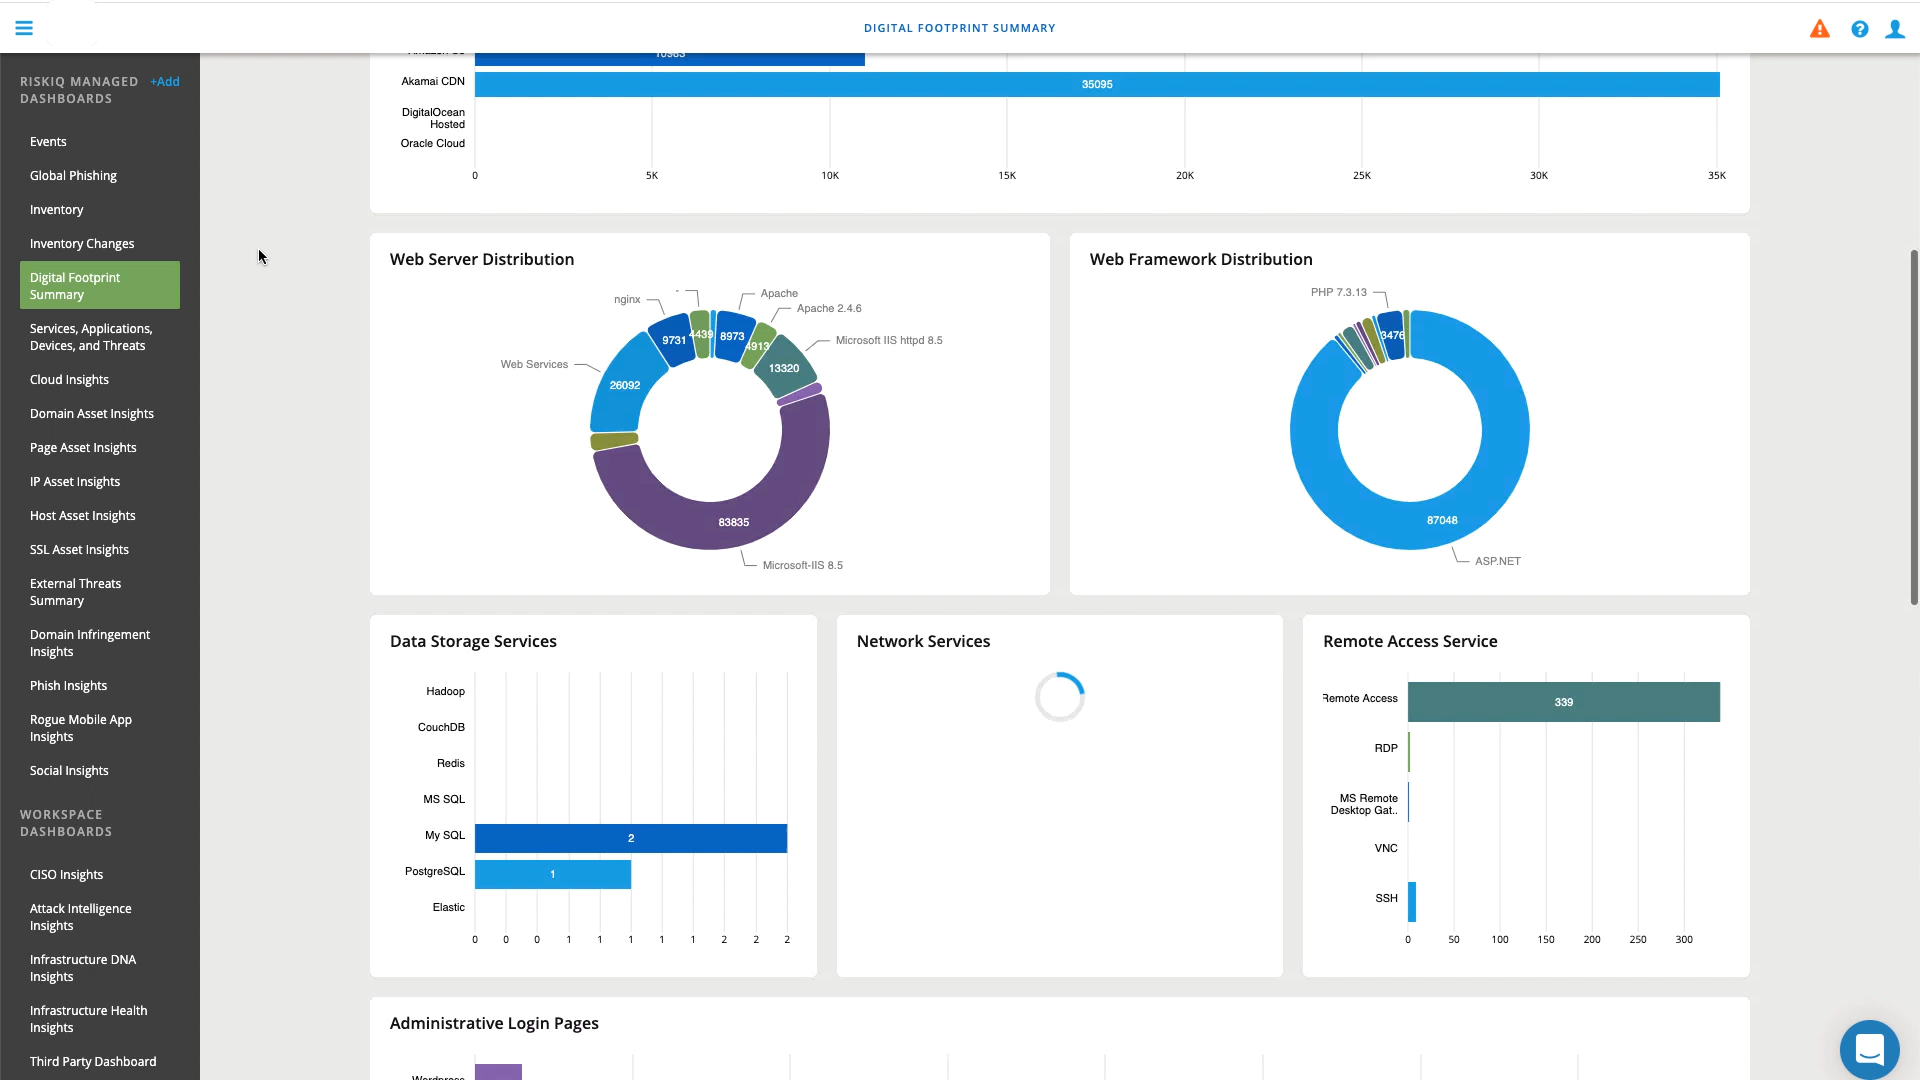 DIGITAL FOOTPRINT SUMMARY
RISKIQ MANAGED
DASHBOARDS
+Add
Events
Global Phishing
Inventory
Inventory Changes
Digital Footprint
Summary
Services, Applications,
Devices, and Threats
Cloud Insights
Domain Asset Insights
Page Asset Insights
IP Asset Insights
Host Asset Insights
SSL Asset Insights
External Threats
Summary
Domain Infringement
Insights
Phish Insights
Rogue Mobile App
Insights
Social Insights
WORKSPACE
DASHBOARDS
CISO Insights
Attack Intelligence
Insights
Infrastructure DNA
Insights
Infrastructure Health
Insights
Third Party Dashboard
Akamai CDN
35095
DigitalOcean
Hosted
Oracle Cloud
0 5K 10K 15K 20K 25K 30K 35K
Web Server Distribution
nginx
Apache
Apache 2.4.6
Microsoft IIS httpd 8.5
Web Services
9731
4439
8973
4913
13320
26092
83835
Microsoft-IIS 8.5
Web Framework Distribution
PHP 7.3.13
3476
87048
ASP.NET
Data Storage Services
Hadoop
CouchDB
Redis
MS SQL
My SQL
2
PostgreSQL
1
Elastic
0 0 0 1 1 1 1 1 2 2 2
Network Services
Remote Access Service
Remote Access
339
RDP
MS Remote
Desktop Gat..
VNC
SSH
0 50 100 150 200 250 300
Administrative Login Pages
Wordpress